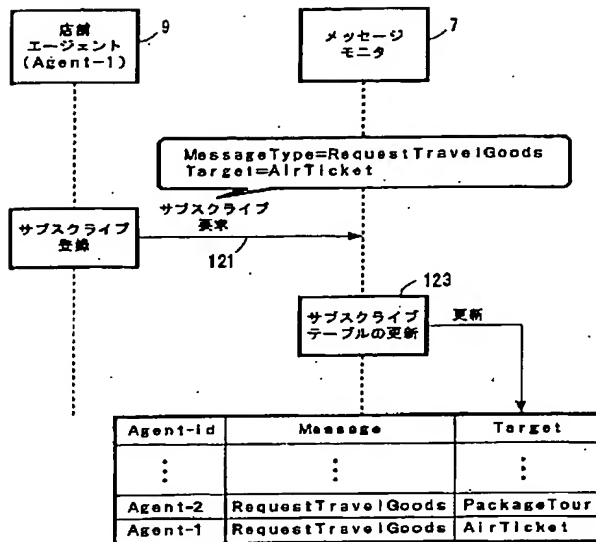 店舗
エージェント
(Agent-1)
9
メッセージ
モニタ
7
MessageType=RequestTravelGoods
Target=AirTicket
サブスクライブ
登録
サブスクライブ
要求
121
サブスクライブ
テーブルの更新
123
更新
Agent-id Message Target
Agent-2 RequestTravelGoods PackageTour
Agent-1 RequestTravelGoods AirTicket